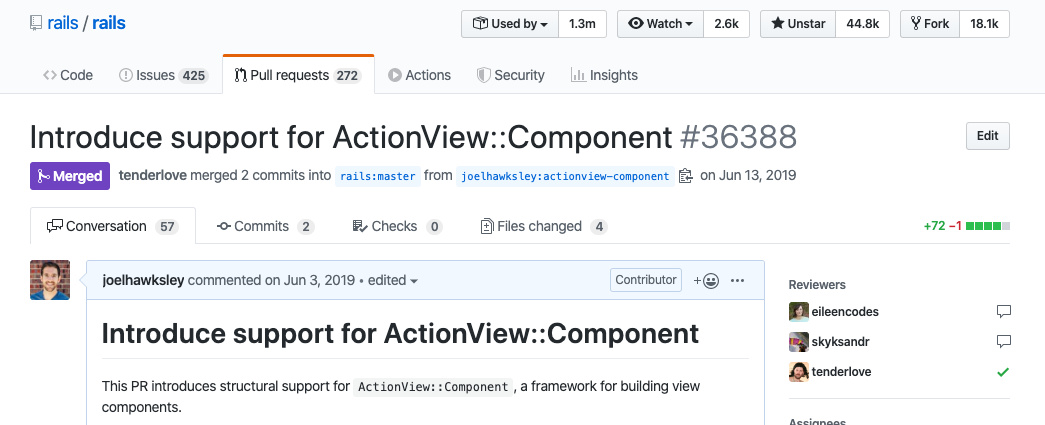 rails / rails Used by 1.3m Watch 2.6k Unstar 44.8k Fork 18.1k
Code Issues 425 Pull requests 272 Actions Security Insights
Introduce support for ActionView::Component #36388 Edit
Merged tenderlove merged 2 commits into rails:master from joelhawksley:actionview-component on Jun 13, 2019
Conversation 57 Commits 2 Checks 0 Files changed 4 +72 −1
joelhawksley commented on Jun 3, 2019 • edited Contributor
Reviewers
eileencodes
Introduce support for ActionView::Component
skyksandr
tenderlove
This PR introduces structural support for ActionView::Component, a framework for building view
components.
Assignees